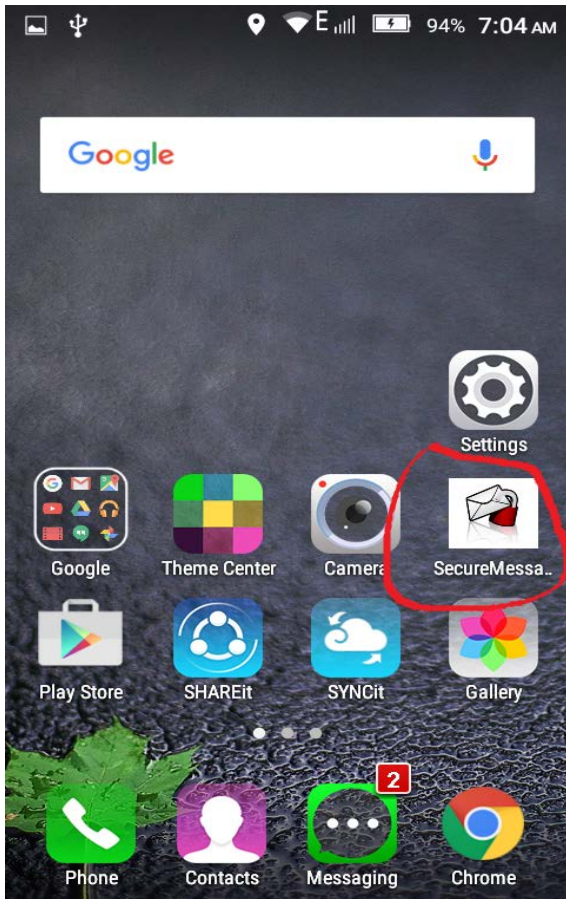 E 94% 7:04 AM
Google
Settings
Google Theme Center Camera SecureMessa..
Play Store SHAREit SYNCit Gallery
2
Phone Contacts Messaging Chrome